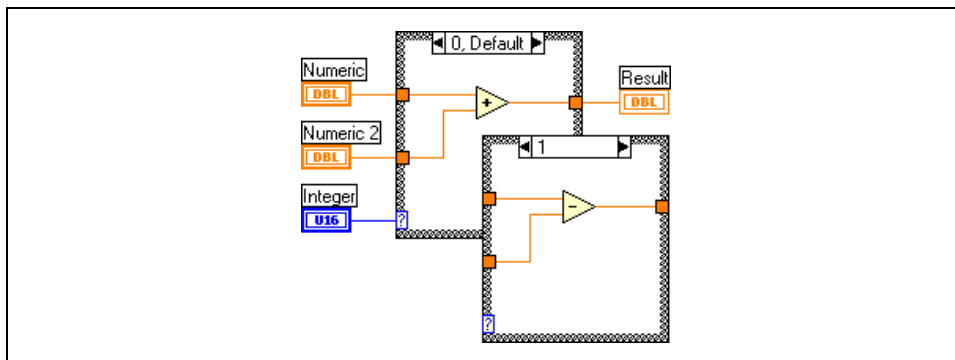 0, Default
Numeric
DBL
+
Result
DBL
Numeric 2
DBL
1
Integer
U16
?
-
?